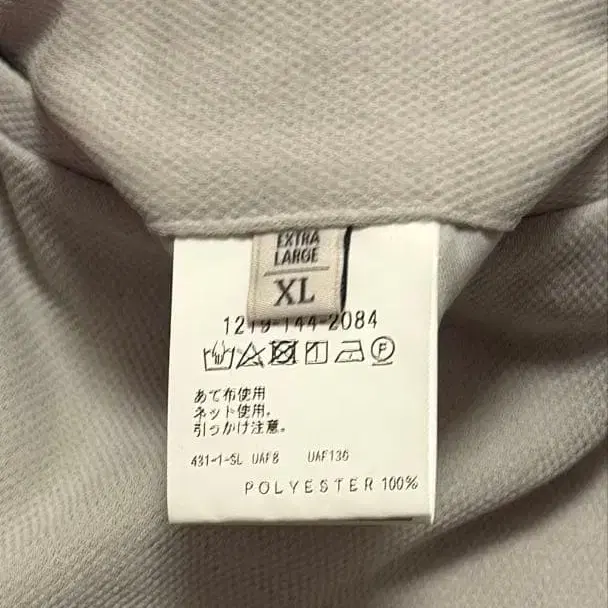 EXTRA
LARGE
XL
1219-144-2084
あて布使用
ネット使用。
引っかけ注意。
431-1-SL UAF8 UAF136
POLYESTER 100%